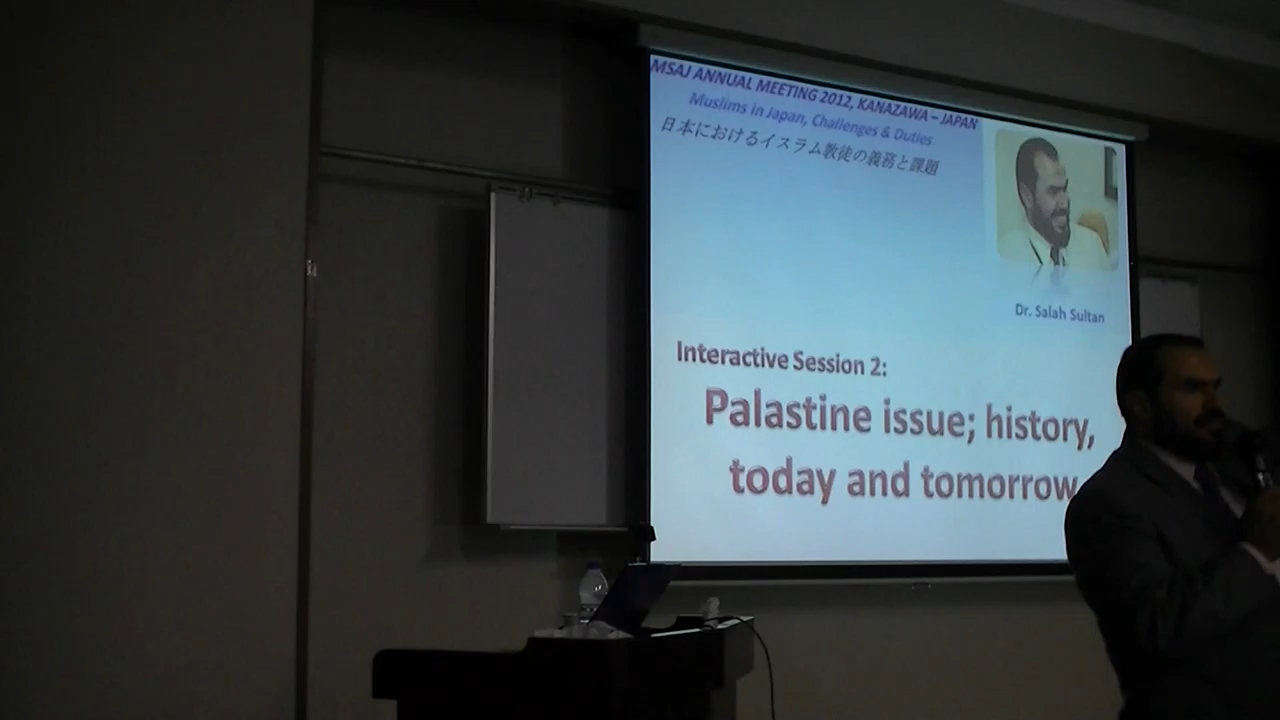 MSAJ ANNUAL MEETING 2012, KANAZAWA – JAPAN
Muslims in Japan, Challenges & Duties
日本におけるイスラム教徒の義務と課題
Dr. Salah Sultan
Interactive Session 2:
Palastine issue; history,
today and tomorrow